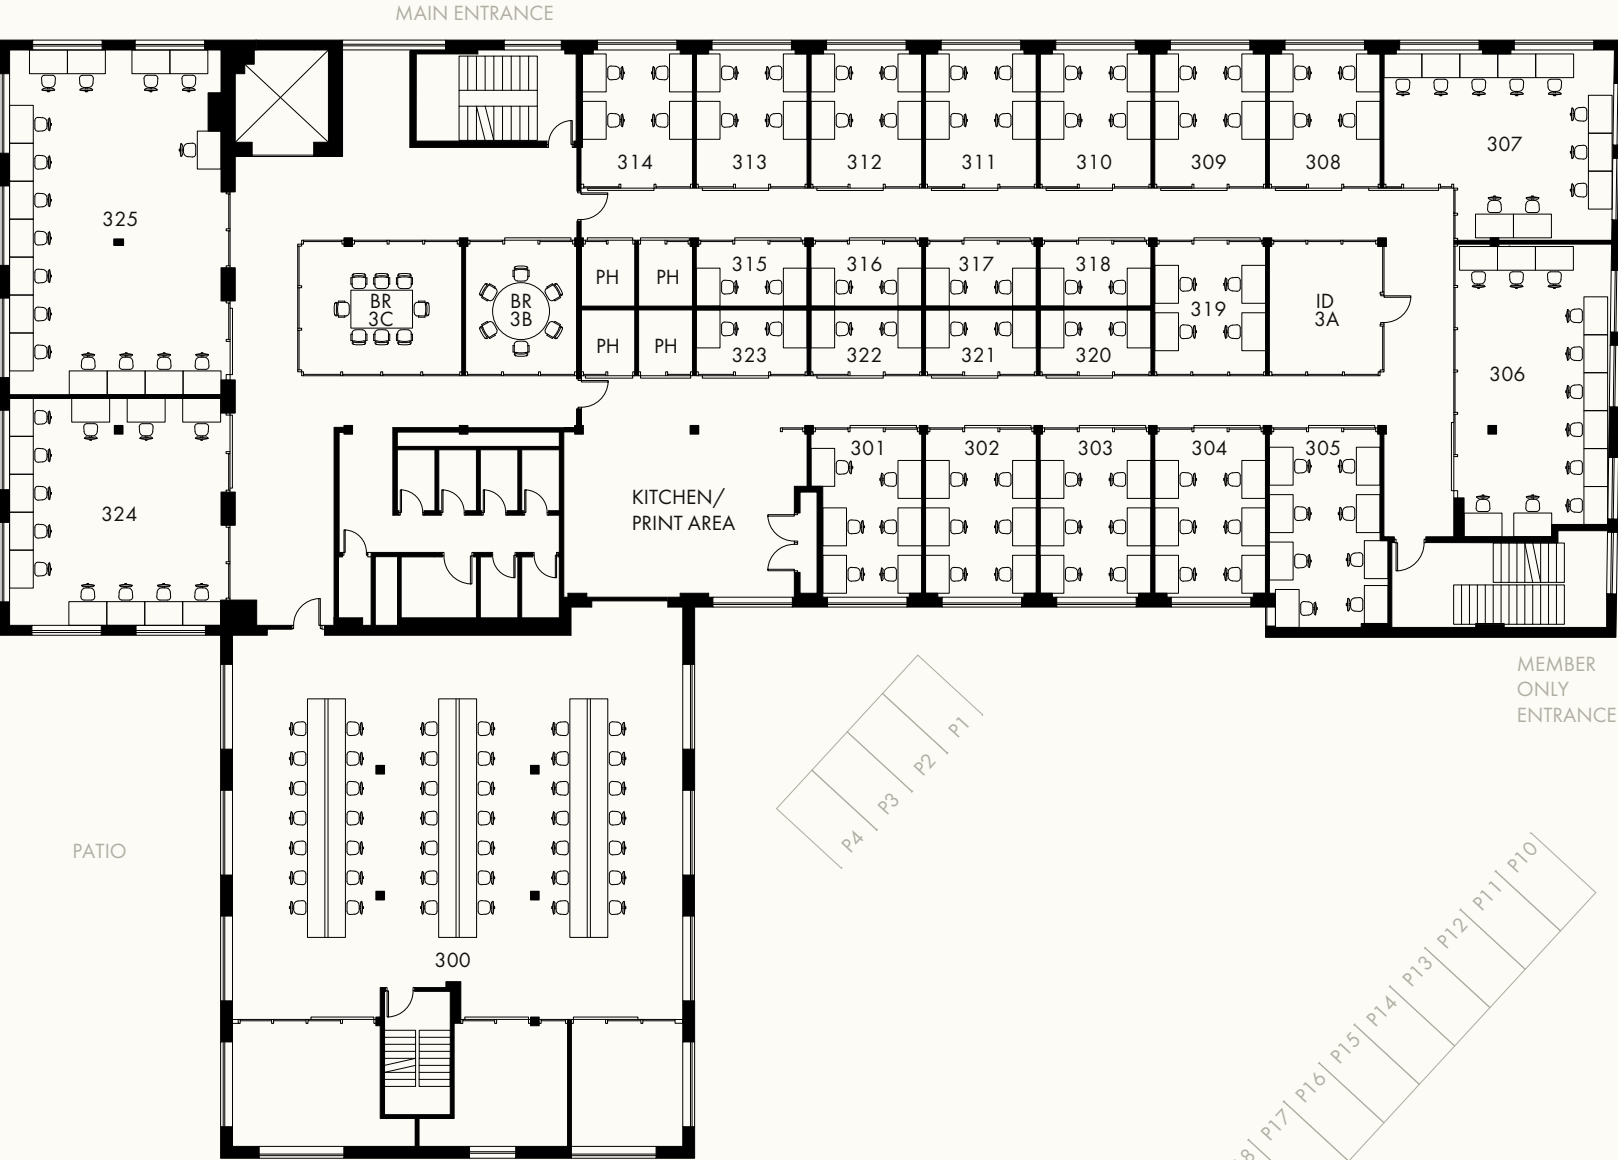 MAIN ENTRANCE
314
313
312
311
310
309
308
307
325
PH
PH
315
316
317
318
319
ID
3A
BR
3C
BR
3B
PH
PH
323
322
321
320
306
301
302
303
304
305
KITCHEN/
PRINT AREA
324
MEMBER
ONLY
ENTRANCE
P1
P2
P3
P4
PATIO
300
P10
P11
P12
P13
P14
P15
P16
P17